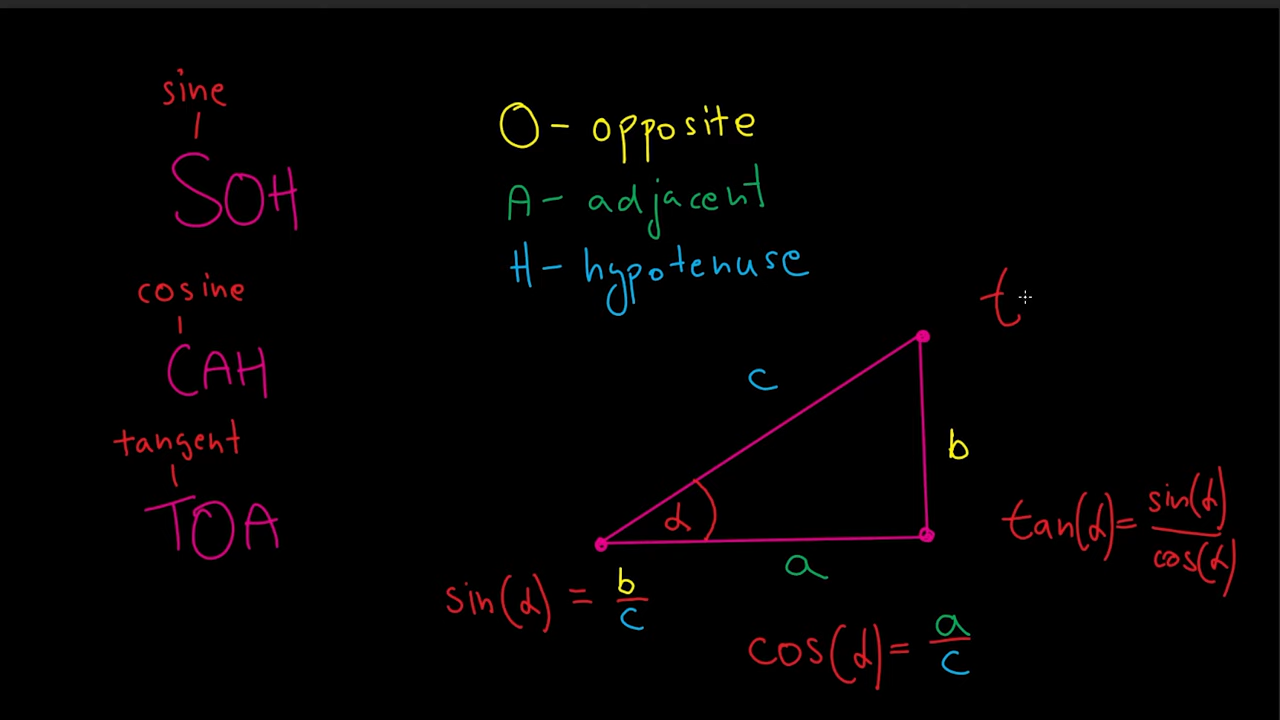 sine
SOH
cosine
CAH
tangent
TOA
O - opposite
A - adjacent
H - hypotenuse
t
c
b
α
a
sin(α) = b/c
cos(α) = a/c
tan(α) = sin(α)/cos(α)